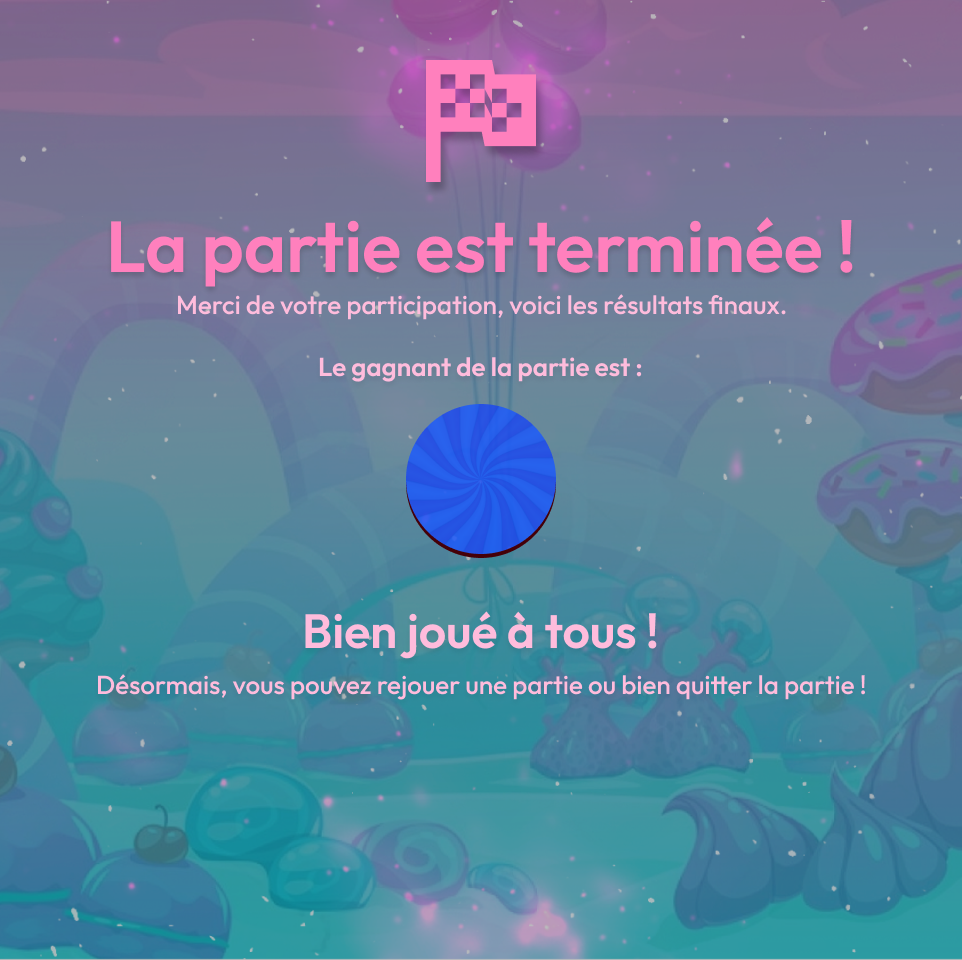 La partie est terminée !
Merci de votre participation, voici les résultats finaux.
Le gagnant de la partie est :
Bien joué à tous !
Désormais, vous pouvez rejouer une partie ou bien quitter la partie !